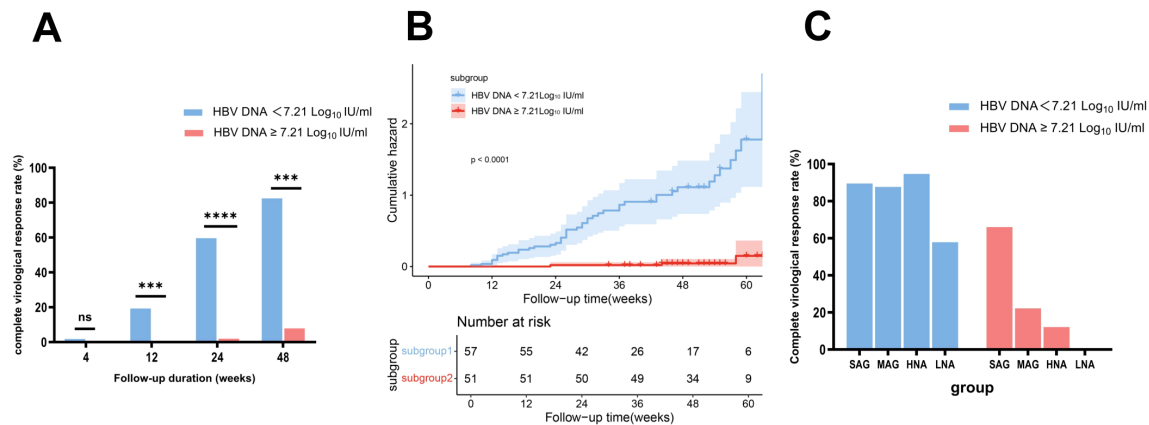 A
HBV DNA <7.21 Log10 IU/ml
HBV DNA ≥ 7.21 Log10 IU/ml
complete virological response rate (%)
100
80
60
40
20
0
ns
***
****
***
4 12 24 48
Follow-up duration (weeks)
B
subgroup
HBV DNA < 7.21Log10 IU/ml
HBV DNA ≥ 7.21Log10 IU/ml
p < 0.0001
Cumulative hazard
2
1
0
0 12 24 36 48 60
Follow-up time(weeks)
Number at risk
subgroup
subgroup1 57 55 42 26 17 6
subgroup2 51 51 50 49 34 9
0 12 24 36 48 60
Follow-up time(weeks)
C
HBV DNA <7.21 Log10 IU/ml
HBV DNA ≥ 7.21 Log10 IU/ml
Complete virological response rate (%)
100
80
60
40
20
0
SAG MAG HNA LNA SAG MAG HNA LNA
group